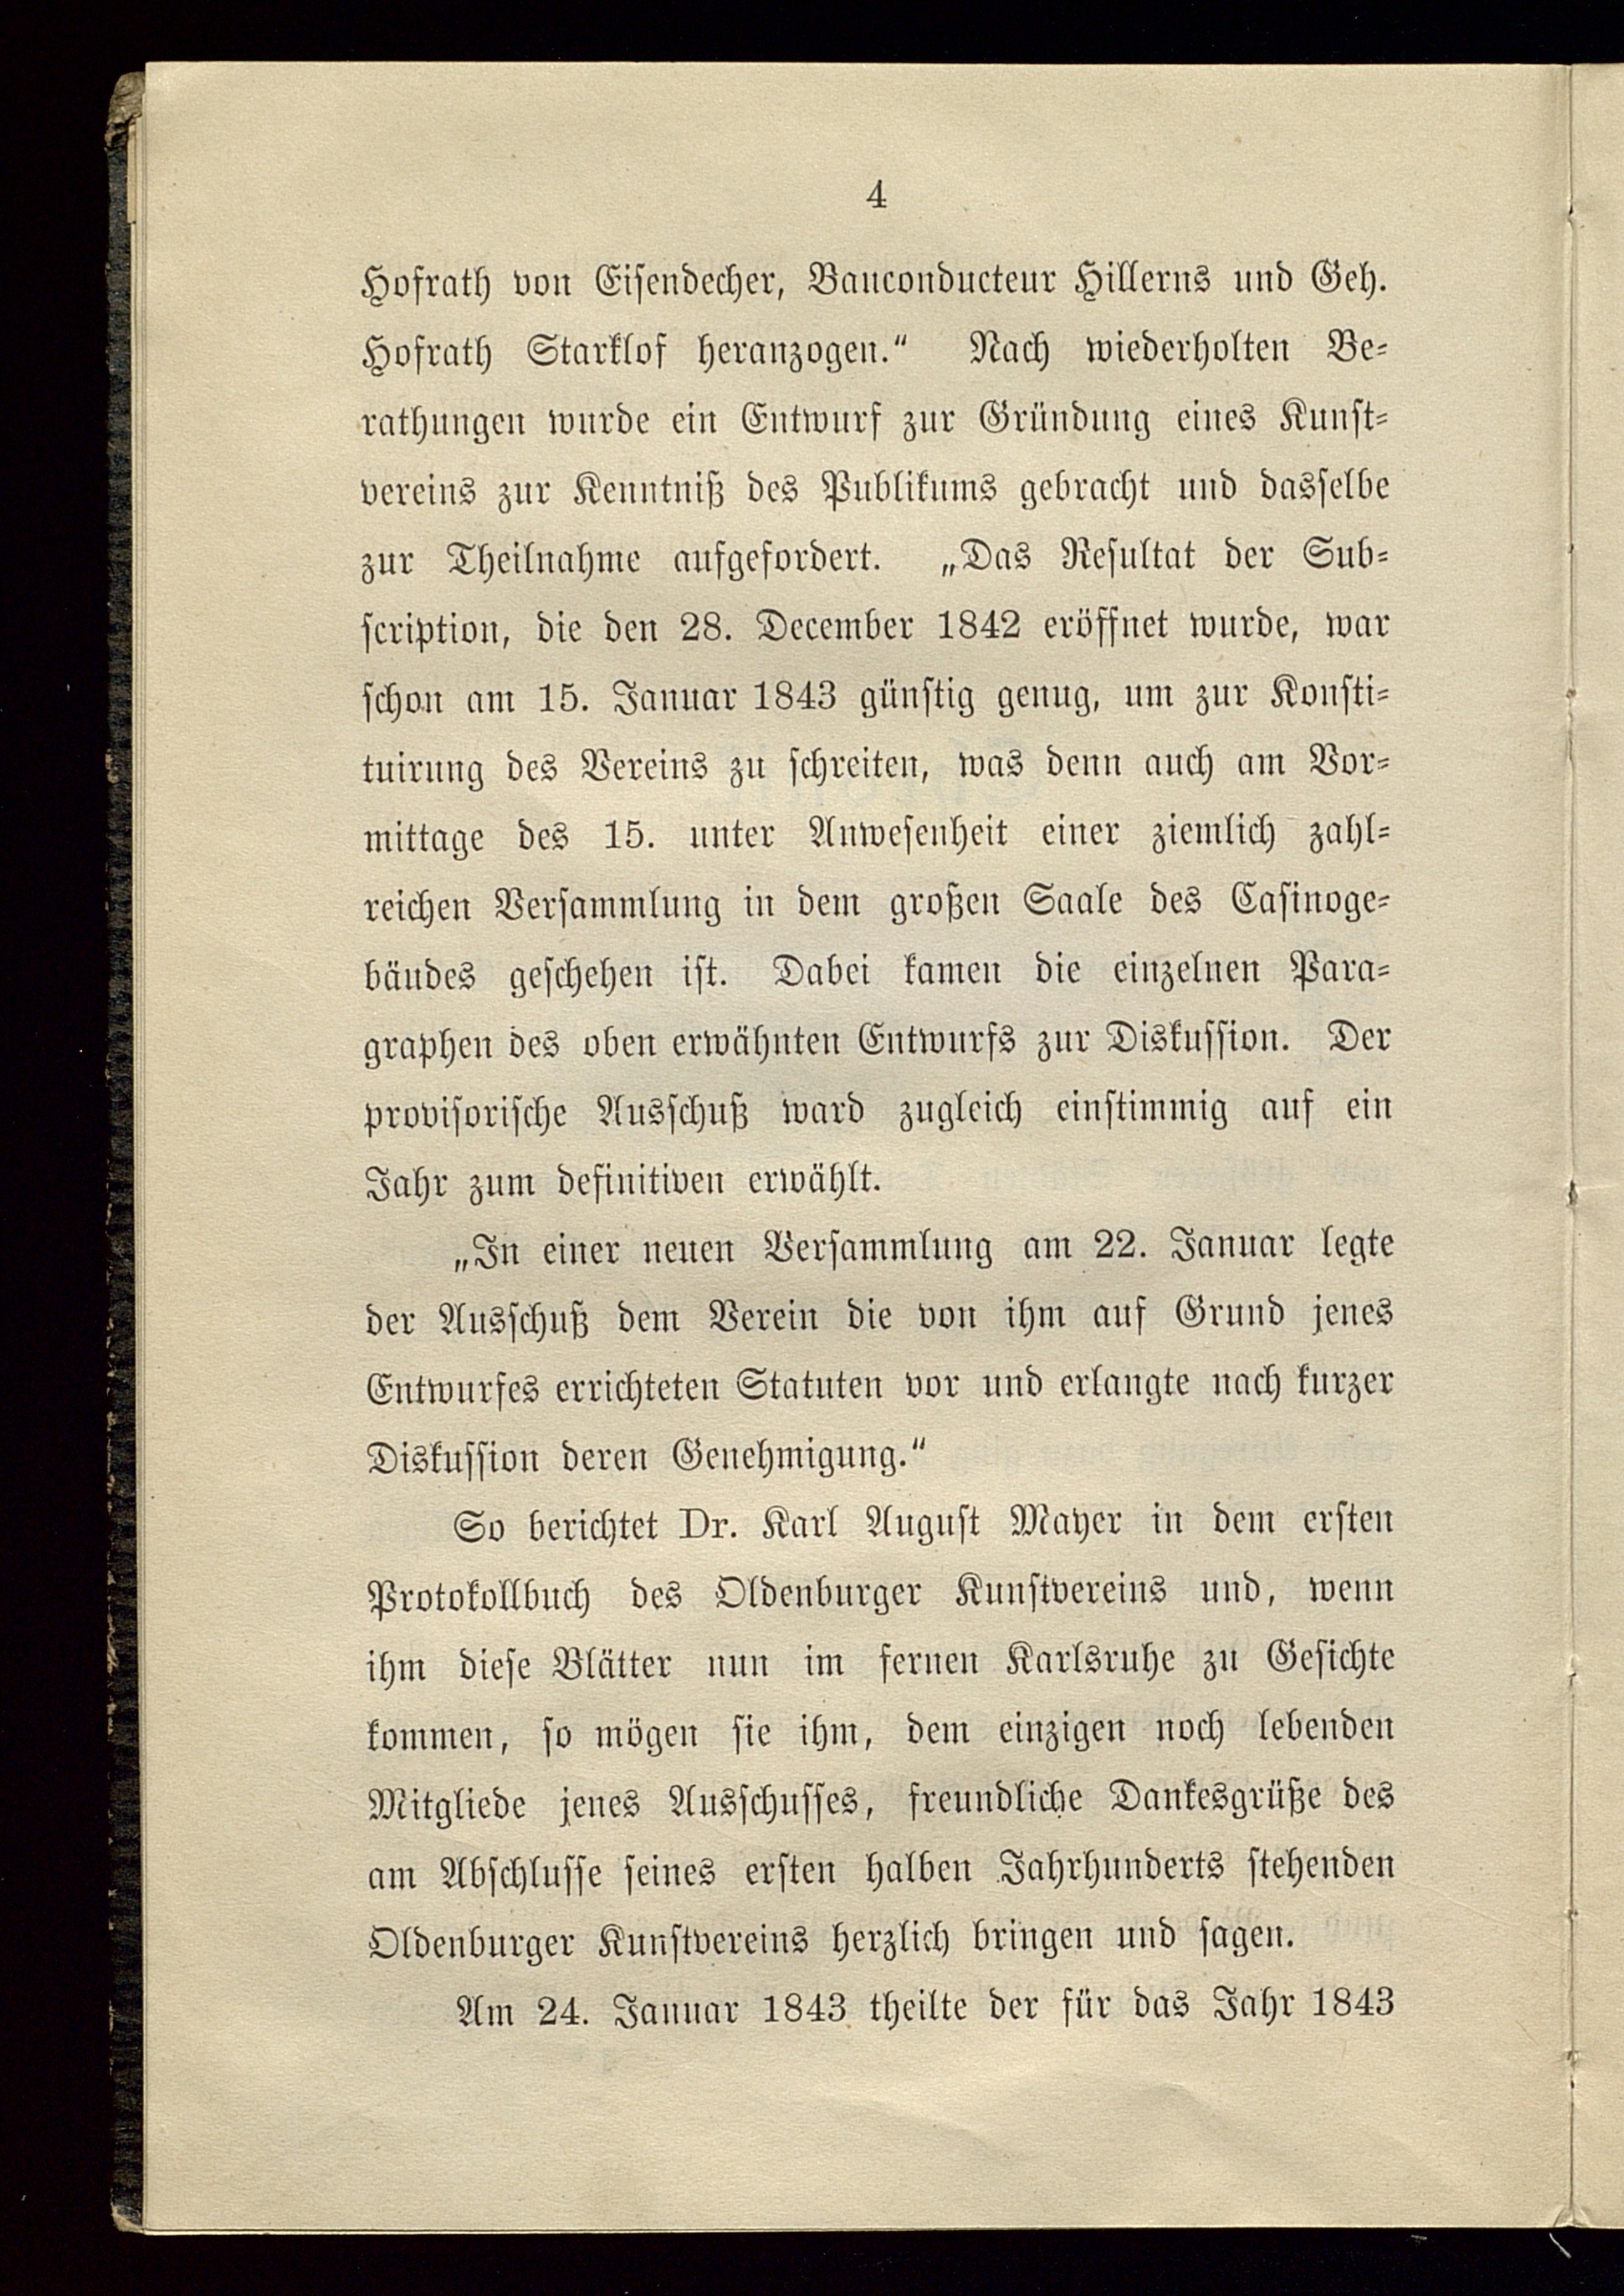 4
Hofrath von Eisendecher, Bauconducteur Hillerns und Geh.
Hofrath Starklof heranzogen.“ Nach wiederholten Be-
rathungen wurde ein Entwurf zur Gründung eines Kunst-
vereins zur Kenntniß des Publikums gebracht und dasselbe
zur Theilnahme aufgefordert. „Das Resultat der Sub-
scription, die den 28. December 1842 eröffnet wurde, war
schon am 15. Januar 1843 günstig genug, um zur Konsti-
tuirung des Vereins zu schreiten, was denn auch am Vor-
mittage des 15. unter Anwesenheit einer ziemlich zahl-
reichen Versammlung in dem großen Saale des Casinoge-
bäudes geschehen ist. Dabei kamen die einzelnen Para-
graphen des oben erwähnten Entwurfs zur Diskussion. Der
provisorische Ausschuß ward zugleich einstimmig auf ein
Jahr zum definitiven erwählt.
„In einer neuen Versammlung am 22. Januar legte
der Ausschuß dem Verein die von ihm auf Grund jenes
Entwurfes errichteten Statuten vor und erlangte nach kurzer
Diskussion deren Genehmigung.“
So berichtet Dr. Karl August Mayer in dem ersten
Protokollbuch des Oldenburger Kunstvereins und, wenn
ihm diese Blätter nun im fernen Karlsruhe zu Gesichte
kommen, so mögen sie ihm, dem einzigen noch lebenden
Mitgliede jenes Ausschusses, freundliche Dankesgrüße des
am Abschlusse seines ersten halben Jahrhunderts stehenden
Oldenburger Kunstvereins herzlich bringen und sagen.
Am 24. Januar 1843 theilte der für das Jahr 1843